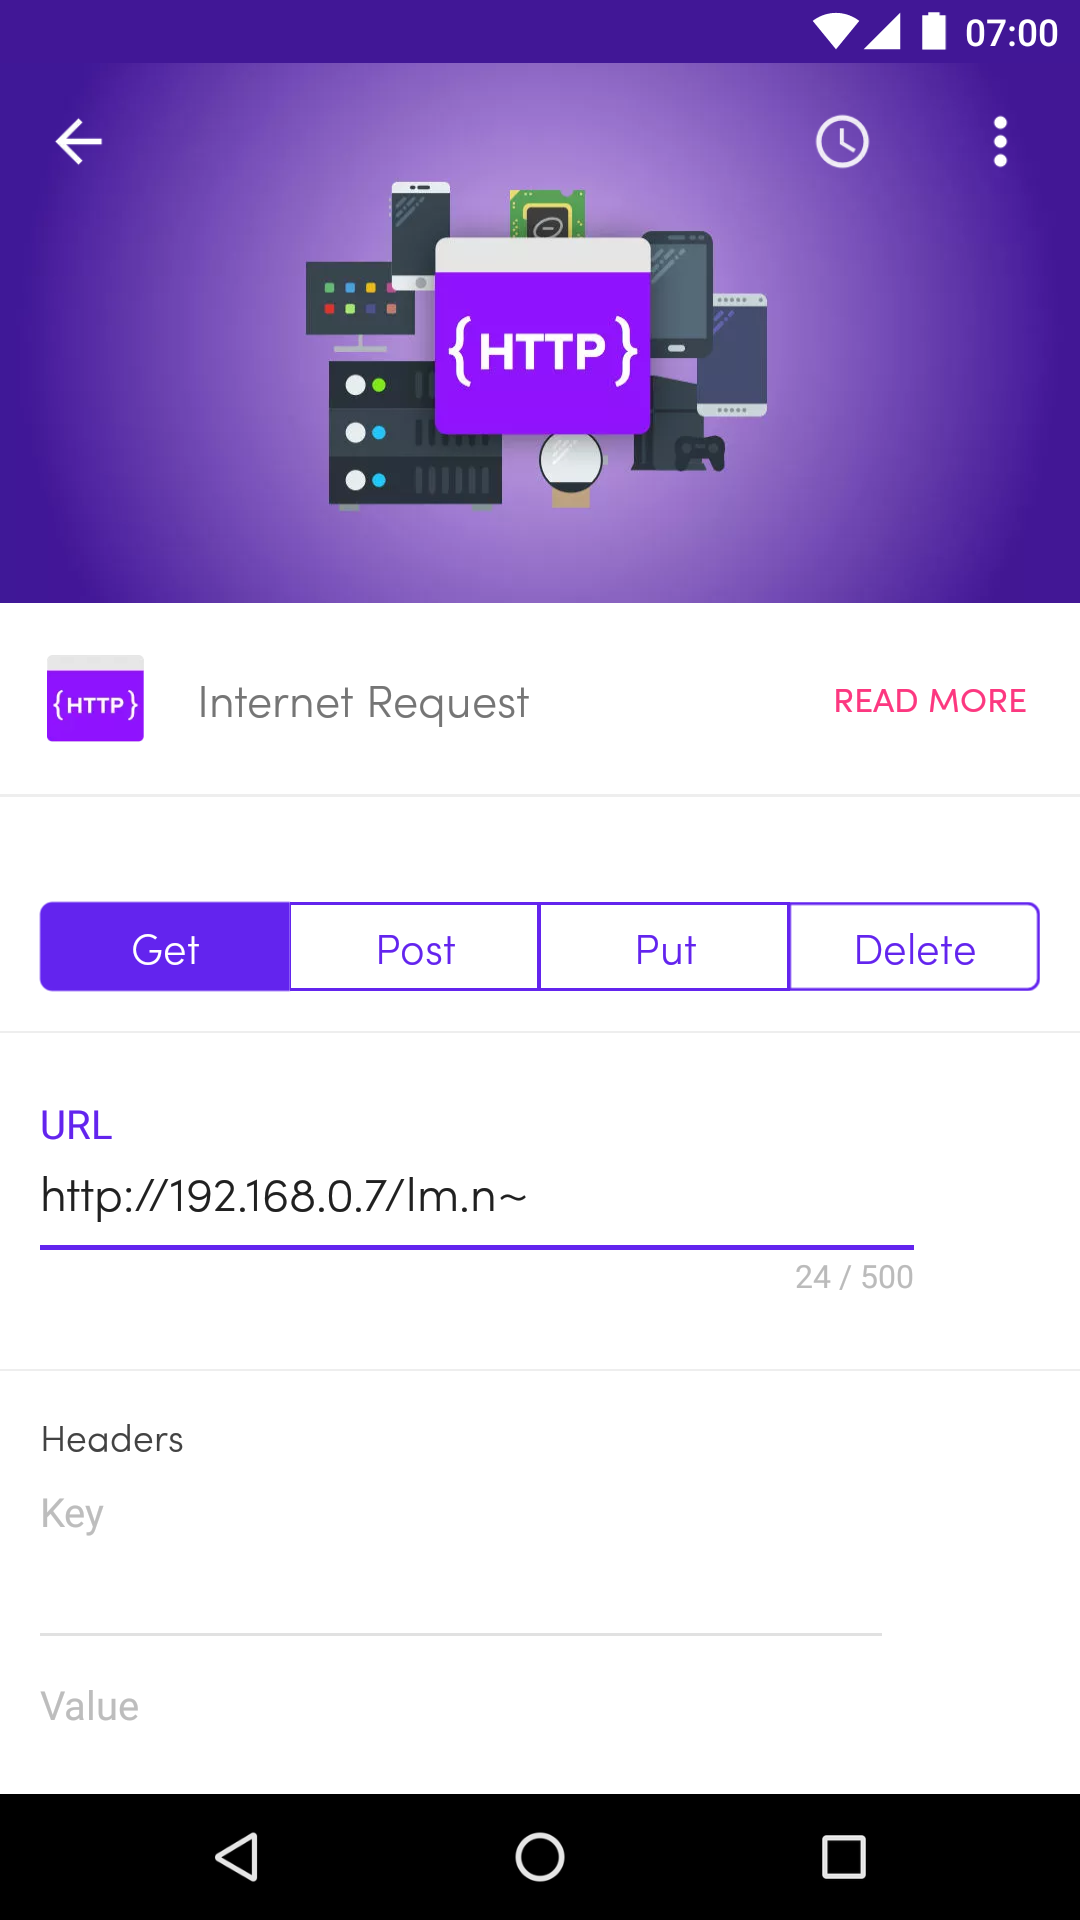 07:00
{HTTP}
{HTTP} Internet Request READ MORE
Get Post Put Delete
URL
http://192.168.0.7/lm.n~
24 / 500
Headers
Key
Value